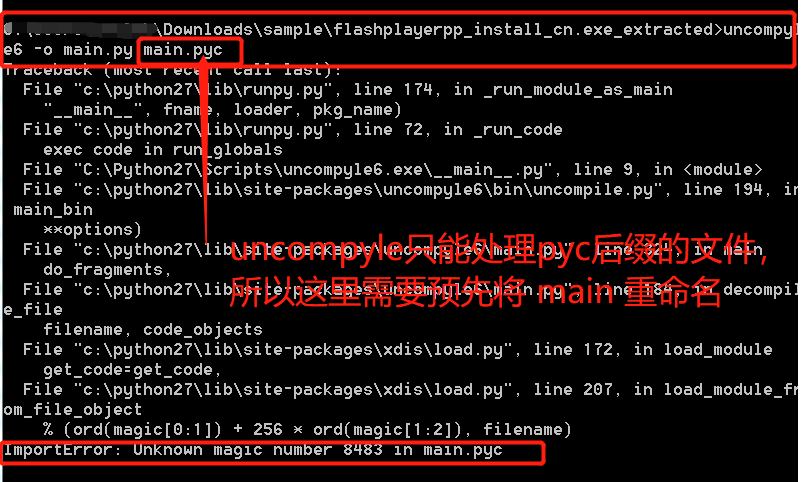 \Downloads\sample\flashplayerpp_install_cn.exe_extracted>uncompyl
e6 -o main.py main.pyc
Traceback (most recent call last):
File "c:\python27\lib\runpy.py", line 174, in _run_module_as_main
"__main__", fname, loader, pkg_name)
File "c:\python27\lib\runpy.py", line 72, in _run_code
exec code in run_globals
File "C:\Python27\Scripts\uncompyle6.exe\__main__.py", line 9, in <module>
File "c:\python27\lib\site-packages\uncompyle6\bin\uncompile.py", line 194, in
main_bin
**options)
File "c:\python27\lib\site-packages\uncompyle6\main.py", line in main
do_fragments,
File "c:\python27\lib\site-packages\uncompyle6\main.py", line 184, in decompil
e_file
filename, code_objects
File "c:\python27\lib\site-packages\xdis\load.py", line 172, in load_module
get_code=get_code,
File "c:\python27\lib\site-packages\xdis\load.py", line 207, in load_module_fr
om_file_object
% (ord(magic[0:1]) + 256 * ord(magic[1:2]), filename)
ImportError: Unknown magic number 8483 in main.pyc
uncompyle只能处理pyc后缀的文件,
所以这里需要预先将 main 重命名